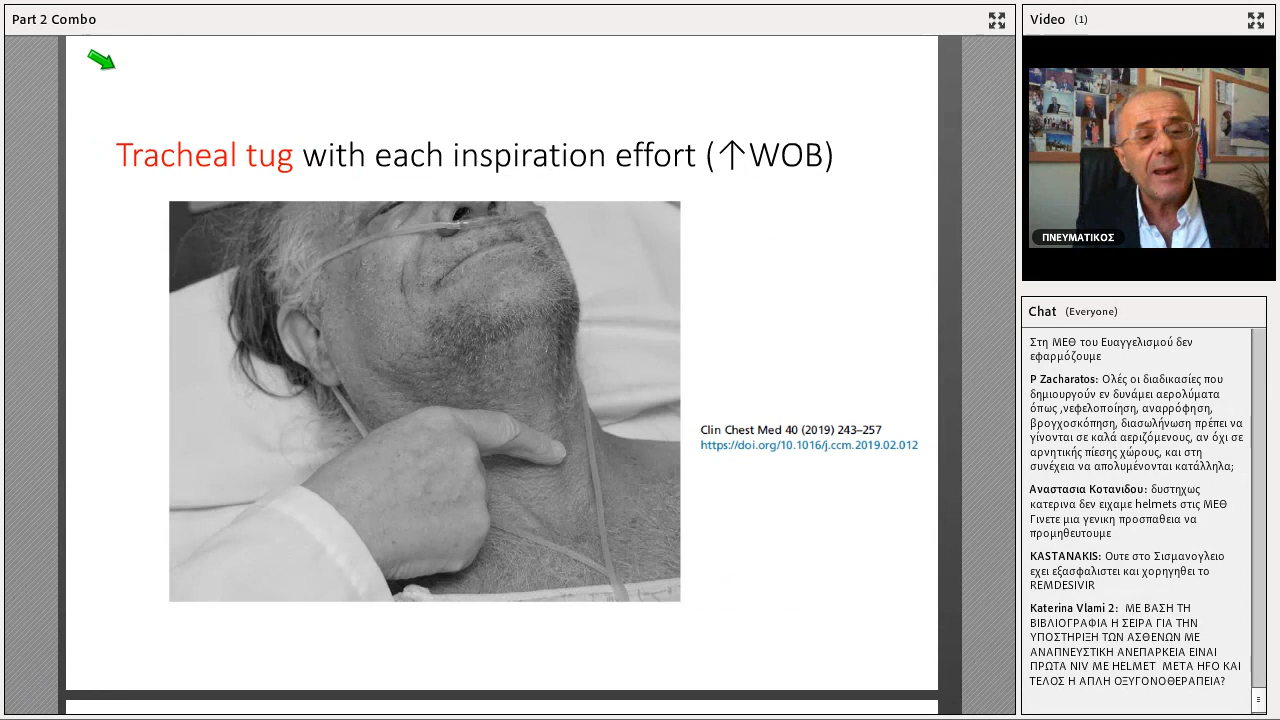 Part 2 Combo
Tracheal tug with each inspiration effort (↑WOB)
Clin Chest Med 40 (2019) 243–257
https://doi.org/10.1016/j.ccm.2019.02.012
Video (1)
ΠΝΕΥΜΑΤΙΚΟΣ
Chat (Everyone)
Στη ΜΕΘ του Ευαγγελισμού δεν
εφαρμόζουμε
P Zacharatos: Ολές οι διαδικασίες που
δημιουργούν εν δυνάμει αερολύματα
όπως ,νεφελοποίηση, αναρρόφηση,
βρογχοσκόπηση, διασωλήνωση πρέπει να
γίνονται σε καλά αεριζόμενους, αν όχι σε
αρνητικής πίεσης χώρους, και στη
συνέχεια να απολυμένονται κατάλληλα;
Αναστασια Κοτανιδου: δυστηχως
κατερινα δεν ειχαμε helmets στις ΜΕΘ
Γινετε μια γενικη προσπαθεια να
προμηθευτουμε
KASTANAKIS: Ουτε στο Σισμανογλειο
εχει εξασφαλιστει και χορηγηθει το
REMDESIVIR
Katerina Vlami 2: ΜΕ ΒΑΣΗ ΤΗ
ΒΙΒΛΙΟΓΡΑΦΙΑ Η ΣΕΙΡΑ ΓΙΑ ΤΗΝ
ΥΠΟΣΤΗΡΙΞΗ ΤΩΝ ΑΣΘΕΝΩΝ ΜΕ
ΑΝΑΠΝΕΥΣΤΙΚΗ ΑΝΕΠΑΡΚΕΙΑ ΕΙΝΑΙ
ΠΡΩΤΑ NIV ΜΕ HELMET ΜΕΤΑ HFO ΚΑΙ
ΤΕΛΟΣ Η ΑΠΛΗ ΟΞΥΓΟΝΟΘΕΡΑΠΕΙΑ?